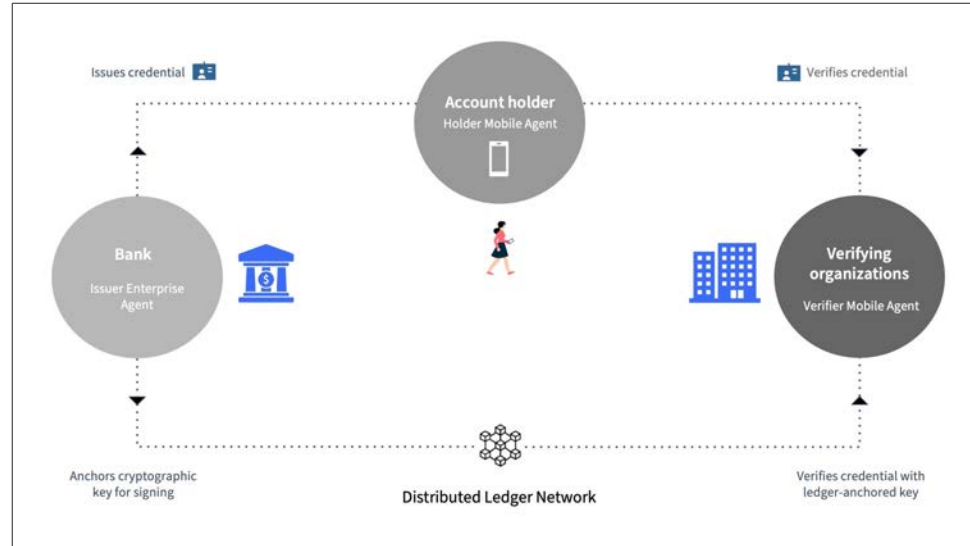 Issues credential
Account holder
Holder Mobile Agent
Verifies credential
Bank
Issuer Enterprise
Agent
$
Verifying
organizations
Verifier Mobile Agent
Anchors cryptographic
key for signing
Distributed Ledger Network
Verifies credential with
ledger-anchored key